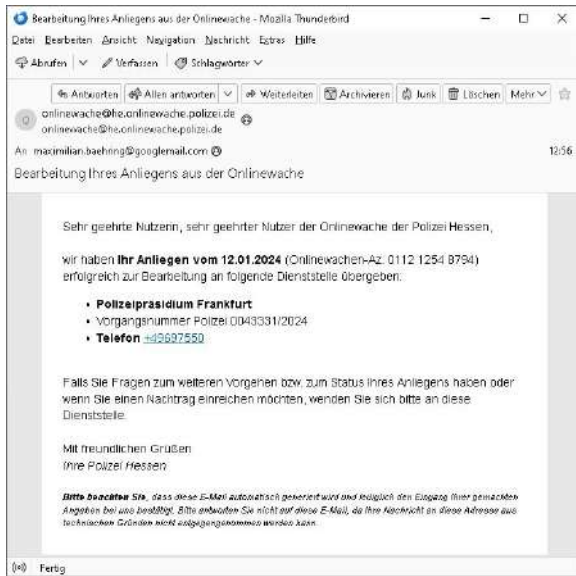 Bearbeitung Ihres Anliegens aus der Onlinewache - Mozilla Thunderbird
Datei Bearbeiten Ansicht Navigation Nachricht Extras Hilfe
Abrufen Verfassen Schlagwörter
Antworten Allen antworten Weiterleiten Archivieren Junk Löschen Mehr
onlinewache@he.onlinewache.polizei.de
onlinewache@he.onlinewache.polizei.de
An maximilian.baehring@googlemail.com 12:56
Bearbeitung Ihres Anliegens aus der Onlinewache
Sehr geehrte Nutzerin, sehr geehrter Nutzer der Onlinewache der Polizei Hessen,
wir haben Ihr Anliegen vom 12.01.2024 (Onlinewachen-Az. 0112 1254 8794)
erfolgreich zur Bearbeitung an folgende Dienststelle übergeben:
• Polizeipräsidium Frankfurt
• Vorgangsnummer Polizei 0043331/2024
• Telefon +49697550
Falls Sie Fragen zum weiteren Vorgehen bzw. zum Status Ihres Anliegens haben oder
wenn Sie einen Nachtrag einreichen möchten, wenden Sie sich bitte an diese
Dienststelle.
Mit freundlichen Grüßen
Ihre Polizei Hessen
Bitte beachten Sie, dass diese E-Mail automatisch generiert wird und lediglich den Eingang Ihrer gemachten
Angaben bei uns bestätigt. Bitte antworten Sie nicht auf diese E-Mail, da Ihre Nachricht an diese Adresse aus
technischen Gründen nicht entgegengenommen werden kann.
Fertig